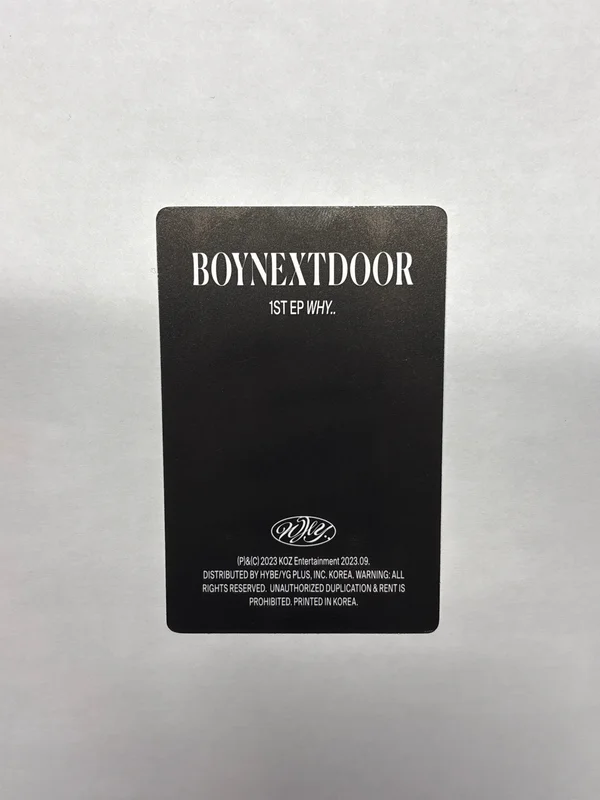 BOYNEXTDOOR
1ST EP WHY..
Why..
(P)&(C) 2023 KOZ Entertainment 2023.09.
DISTRIBUTED BY HYBE/YG PLUS, INC. KOREA. WARNING: ALL
RIGHTS RESERVED. UNAUTHORIZED DUPLICATION & RENT IS
PROHIBITED. PRINTED IN KOREA.